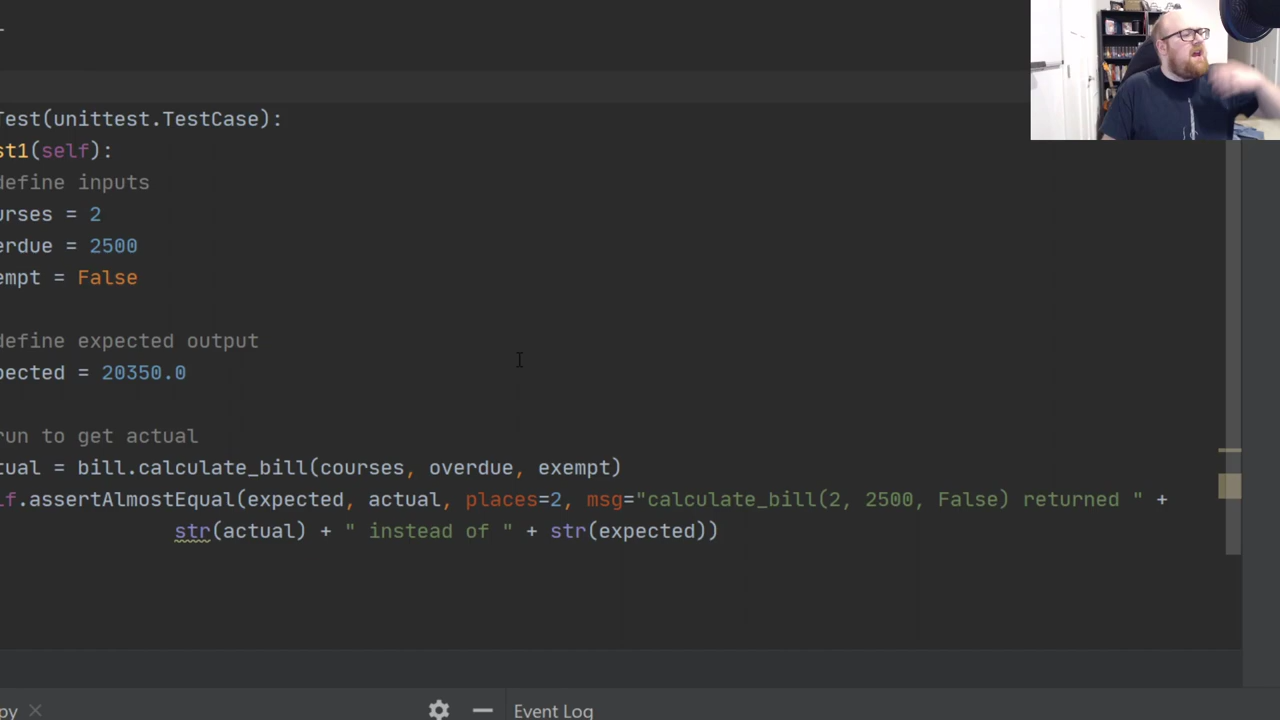 Test(unittest.TestCase):
st1(self):
define inputs
urses = 2
erdue = 2500
empt = False
define expected output
pected = 20350.0
run to get actual
tual = bill.calculate_bill(courses, overdue, exempt)
lf.assertAlmostEqual(expected, actual, places=2, msg="calculate_bill(2, 2500, False) returned " +
str(actual) + " instead of " + str(expected))
py
Event Log